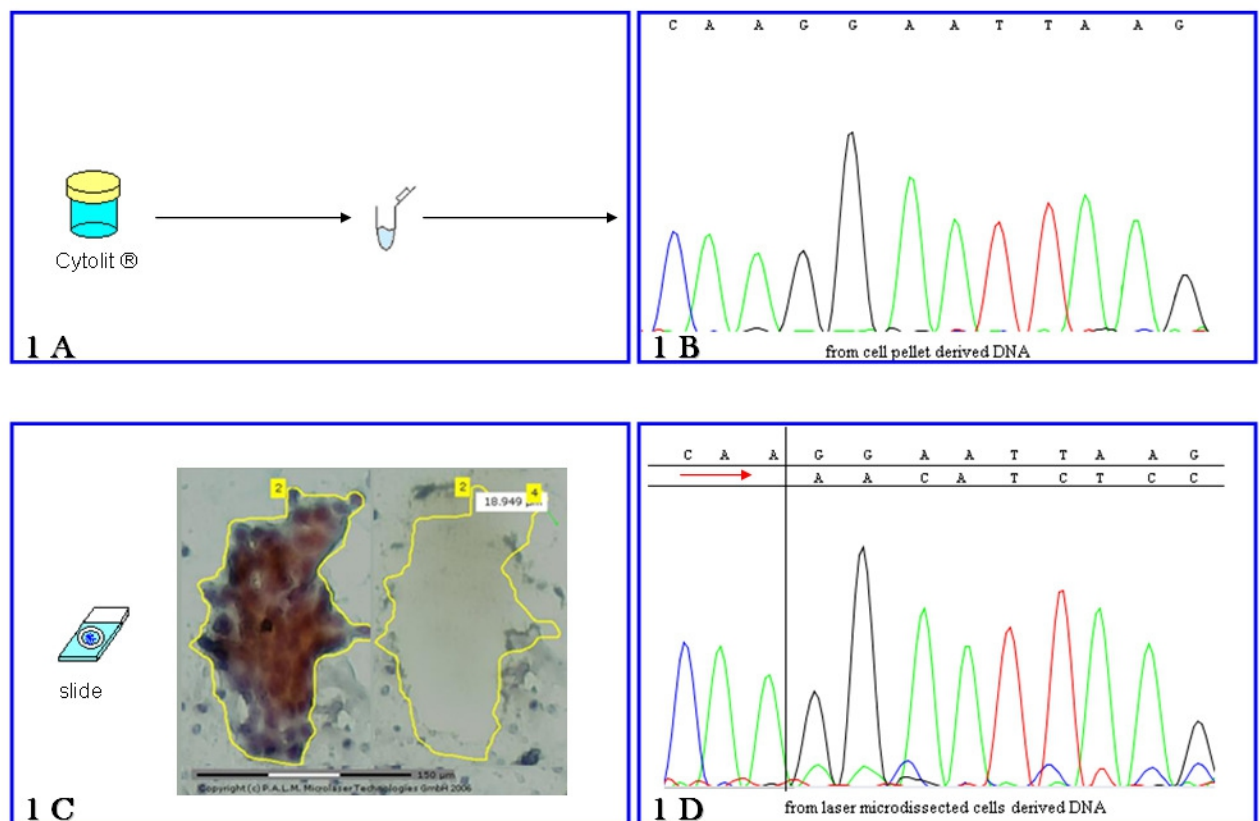 C A A G G A A T T A A G
Cytolit ®
1 A
1 B
from cell pellet derived DNA
C A A G G A A T T A A G
A A C A T C T C C
2
2
4
18.949 µm
slide
150 µm
Copyright (c) P.A.L.M. Microlaser Technologies GmbH 2006
1 C
1 D
from laser microdissected cells derived DNA